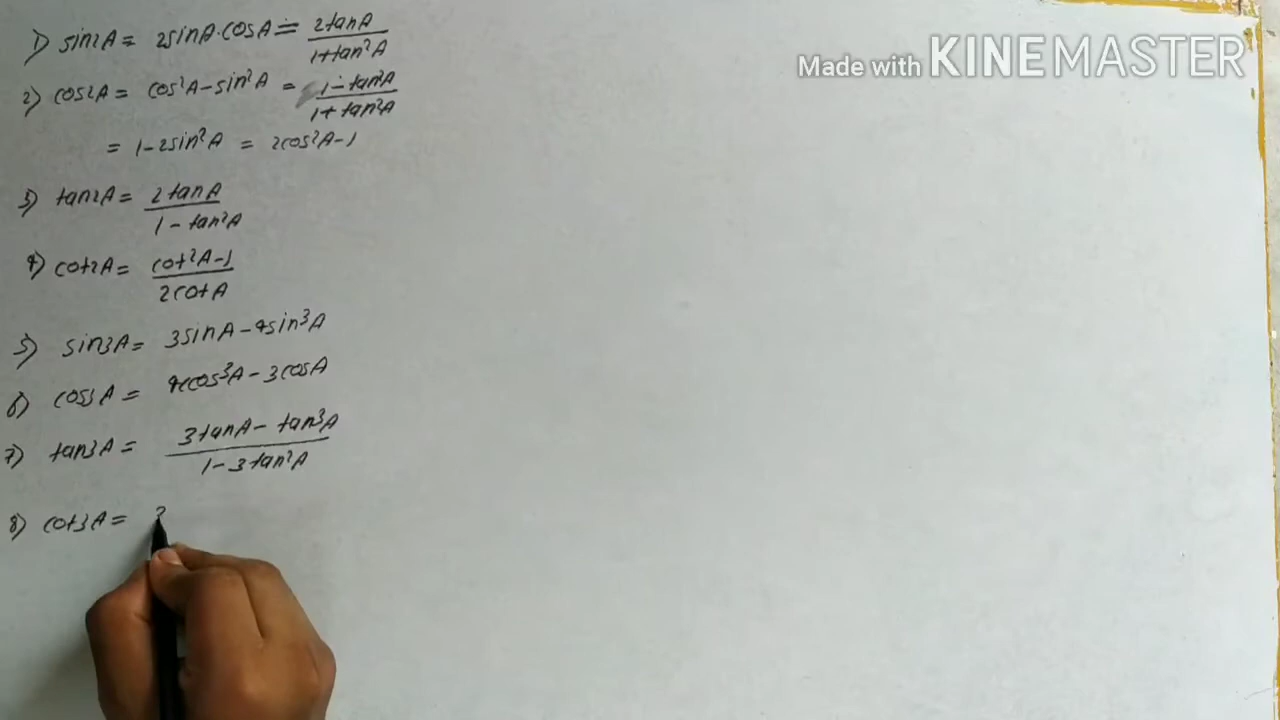 1) sin2A = 2sinA·cosA = 2tanA / 1+tan²A
2) cos2A = cos²A - sin²A = 1 - tan²A / 1 + tan²A
= 1 - 2sin²A = 2cos²A - 1
3) tan2A = 2tanA / 1 - tan²A
4) cot2A = cot²A - 1 / 2cotA
5) sin3A = 3sinA - 4sin³A
6) cos3A = 4cos³A - 3cosA
7) tan3A = 3tanA - tan³A / 1 - 3tan²A
8) cot3A =
Made with KINEMASTER